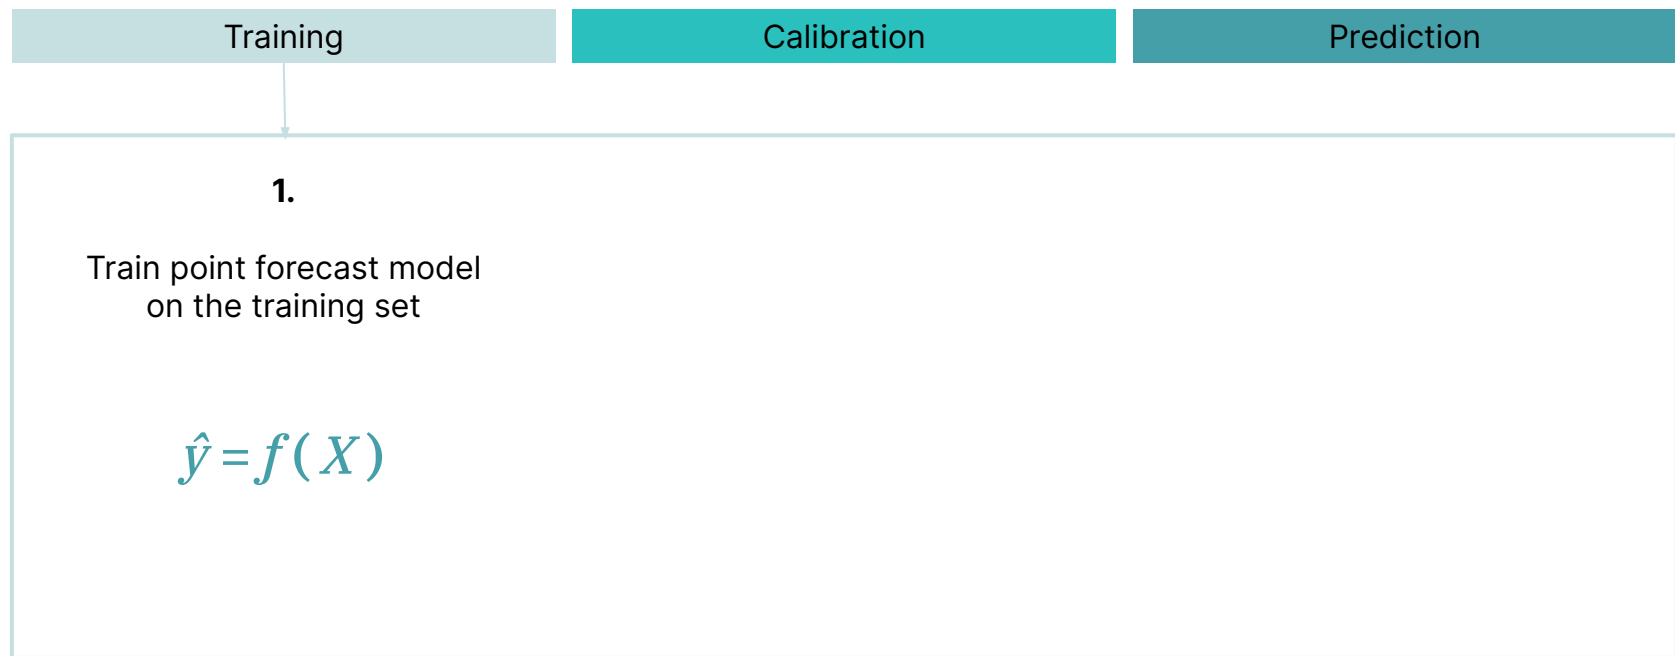 Training
Calibration
Prediction
1.
Train point forecast model
on the training set
ŷ = f( X )